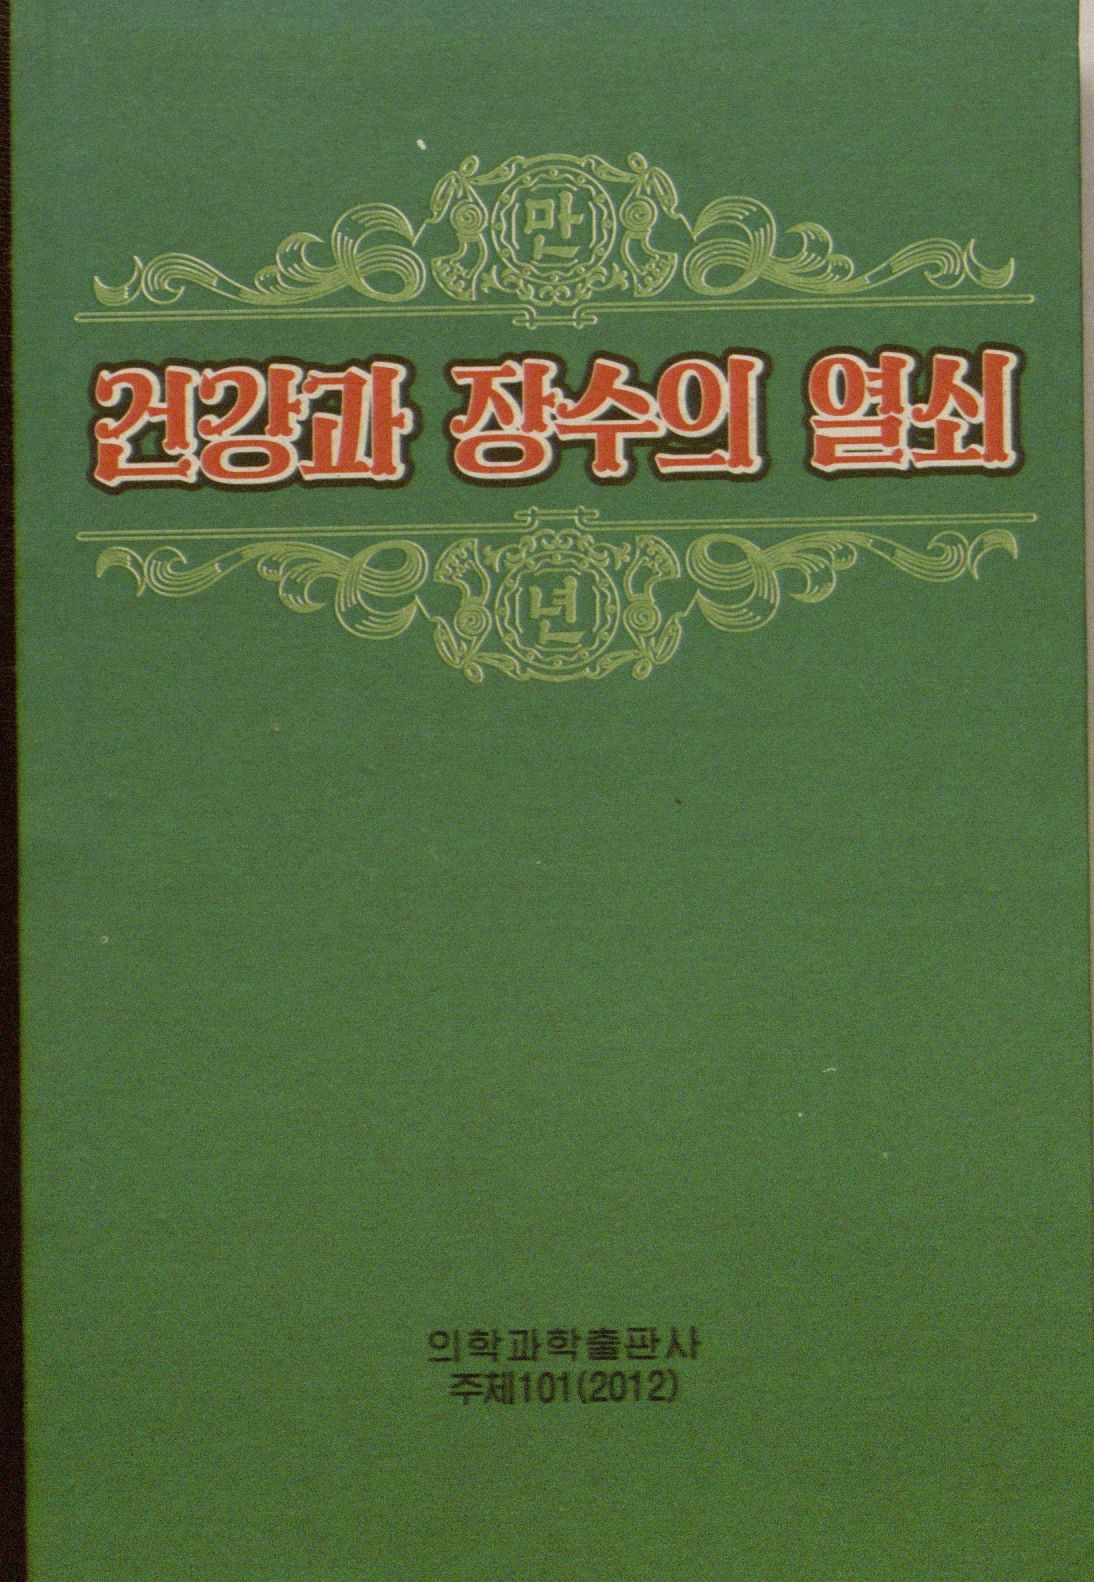 만
건강과 장수의 열쇠
년
의학과학출판사
주체101(2012)